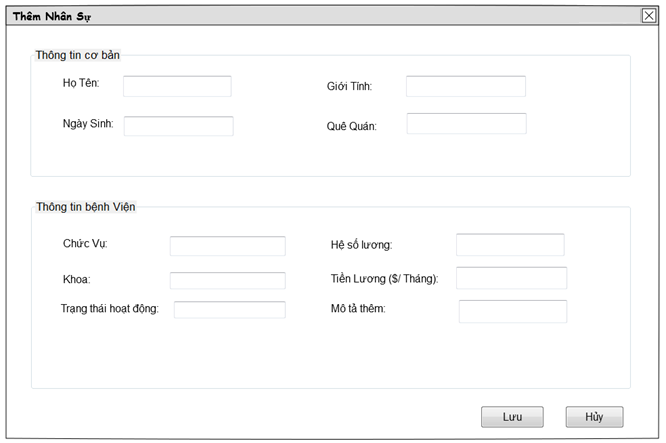 Thêm Nhân Sự
Thông tin cơ bản
Họ Tên:
Giới Tính:
Ngày Sinh:
Quê Quán:
Thông tin bệnh Viện
Chức Vụ:
Hệ số lương:
Khoa:
Tiền Lương ($/ Tháng):
Trạng thái hoạt động:
Mô tả thêm:
Lưu
Hủy